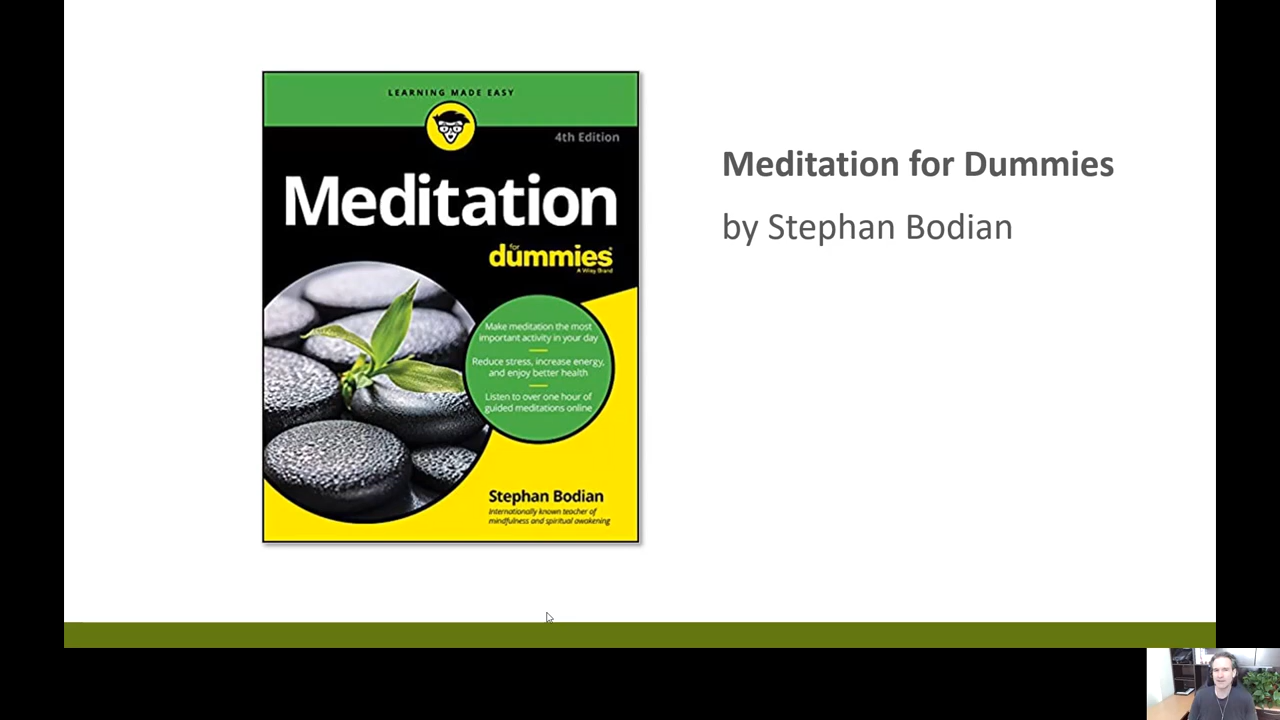 LEARNING MADE EASY
4th Edition
Meditation
for
dummies
A Wiley Brand
Make meditation the most
important activity in your day
Reduce stress, increase energy,
and enjoy better health
Listen to over one hour of
guided meditations online
Stephan Bodian
Internationally known teacher of
mindfulness and spiritual awakening
Meditation for Dummies
by Stephan Bodian